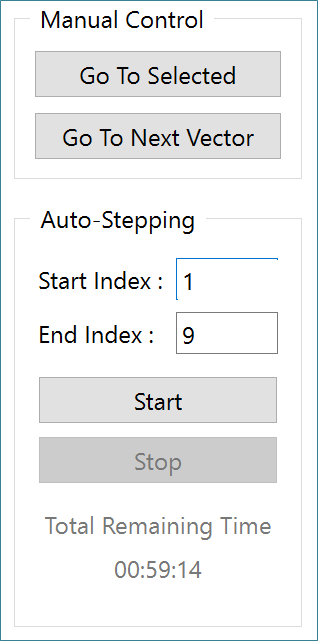 Manual Control
Go To Selected
Go To Next Vector
Auto-Stepping
Start Index : 1
End Index : 9
Start
Stop
Total Remaining Time
00:59:14